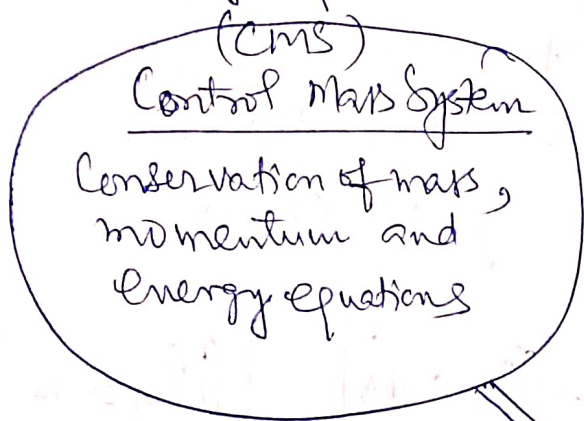 (CMS)
Control Mass System
Conservation of mass,
momentum and
energy equations